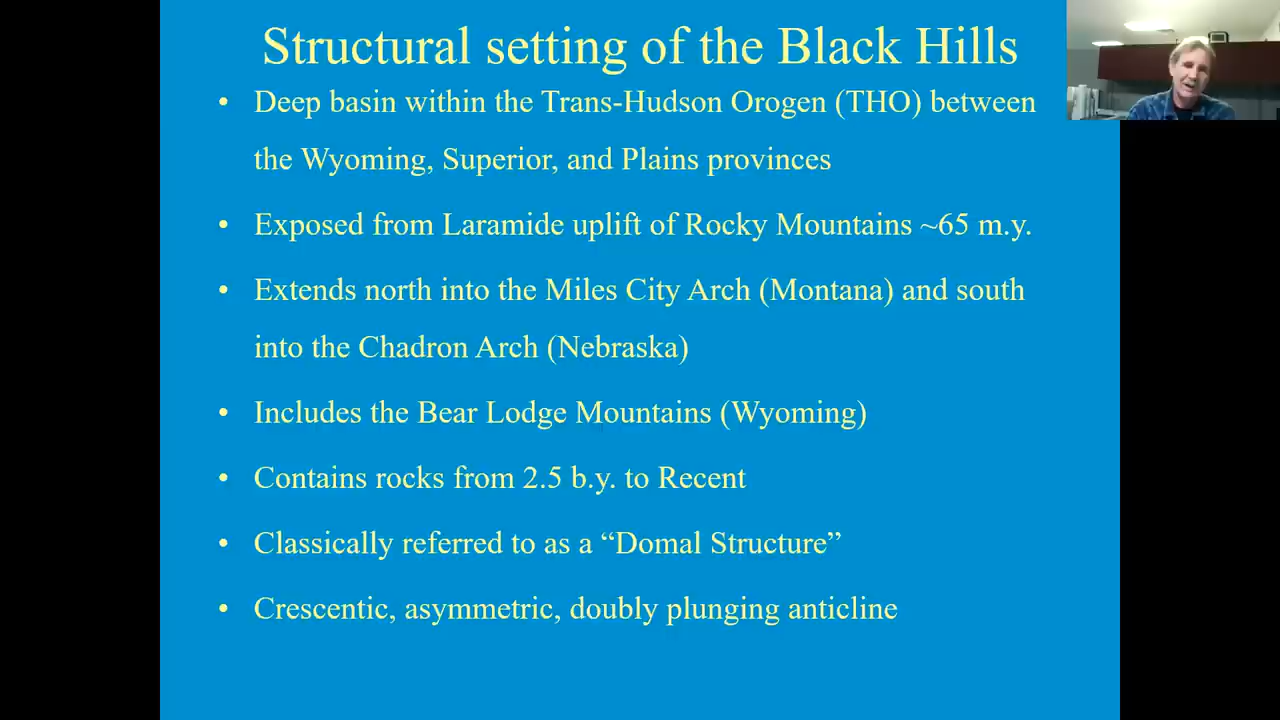 Structural setting of the Black Hills
• Deep basin within the Trans-Hudson Orogen (THO) between
the Wyoming, Superior, and Plains provinces
• Exposed from Laramide uplift of Rocky Mountains ~65 m.y.
• Extends north into the Miles City Arch (Montana) and south
into the Chadron Arch (Nebraska)
• Includes the Bear Lodge Mountains (Wyoming)
• Contains rocks from 2.5 b.y. to Recent
• Classically referred to as a “Domal Structure”
• Crescentic, asymmetric, doubly plunging anticline